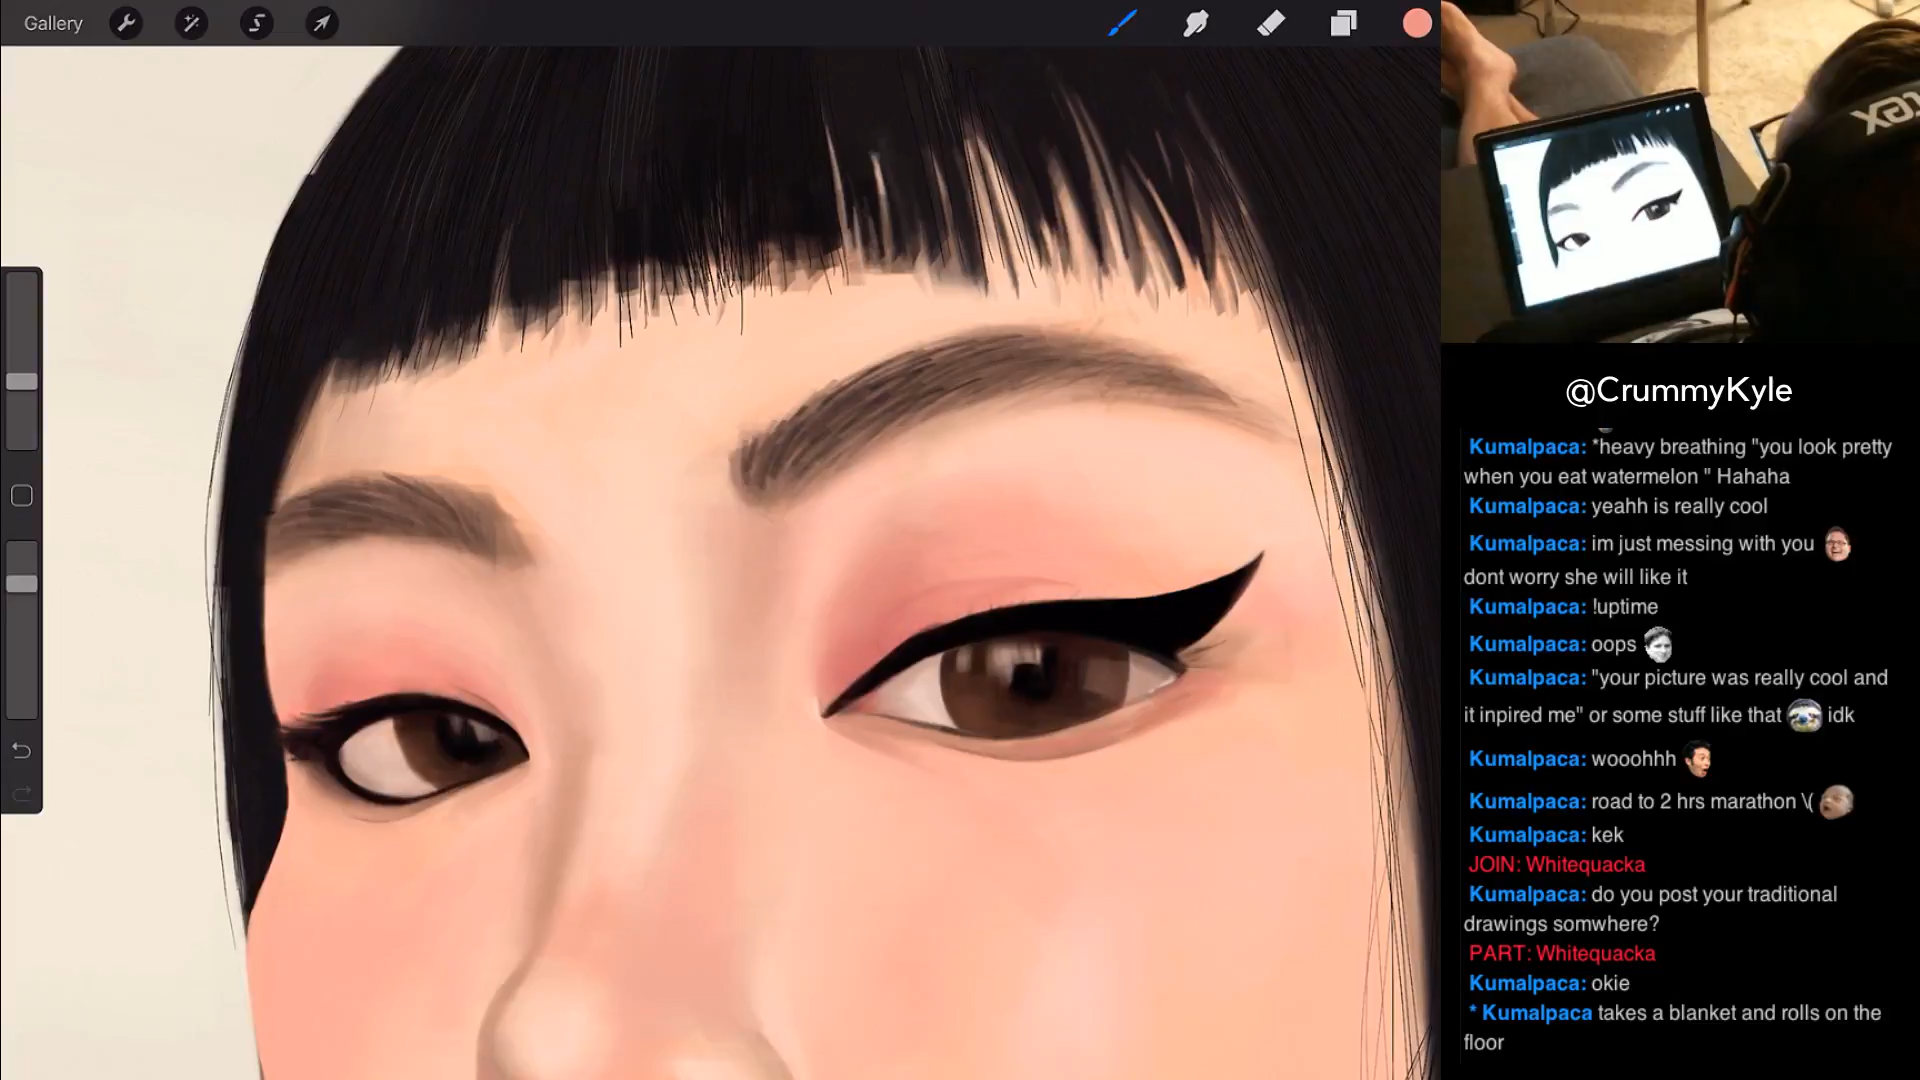 Gallery
@CrummyKyle
Kumalpaca: *heavy breathing "you look pretty
when you eat watermelon " Hahaha
Kumalpaca: yeahh is really cool
Kumalpaca: im just messing with you
dont worry she will like it
Kumalpaca: !uptime
Kumalpaca: oops
Kumalpaca: "your picture was really cool and
it inpired me" or some stuff like that idk
Kumalpaca: wooohhh
Kumalpaca: road to 2 hrs marathon \(
Kumalpaca: kek
JOIN: Whitequacka
Kumalpaca: do you post your traditional
drawings somwhere?
PART: Whitequacka
Kumalpaca: okie
* Kumalpaca takes a blanket and rolls on the
floor